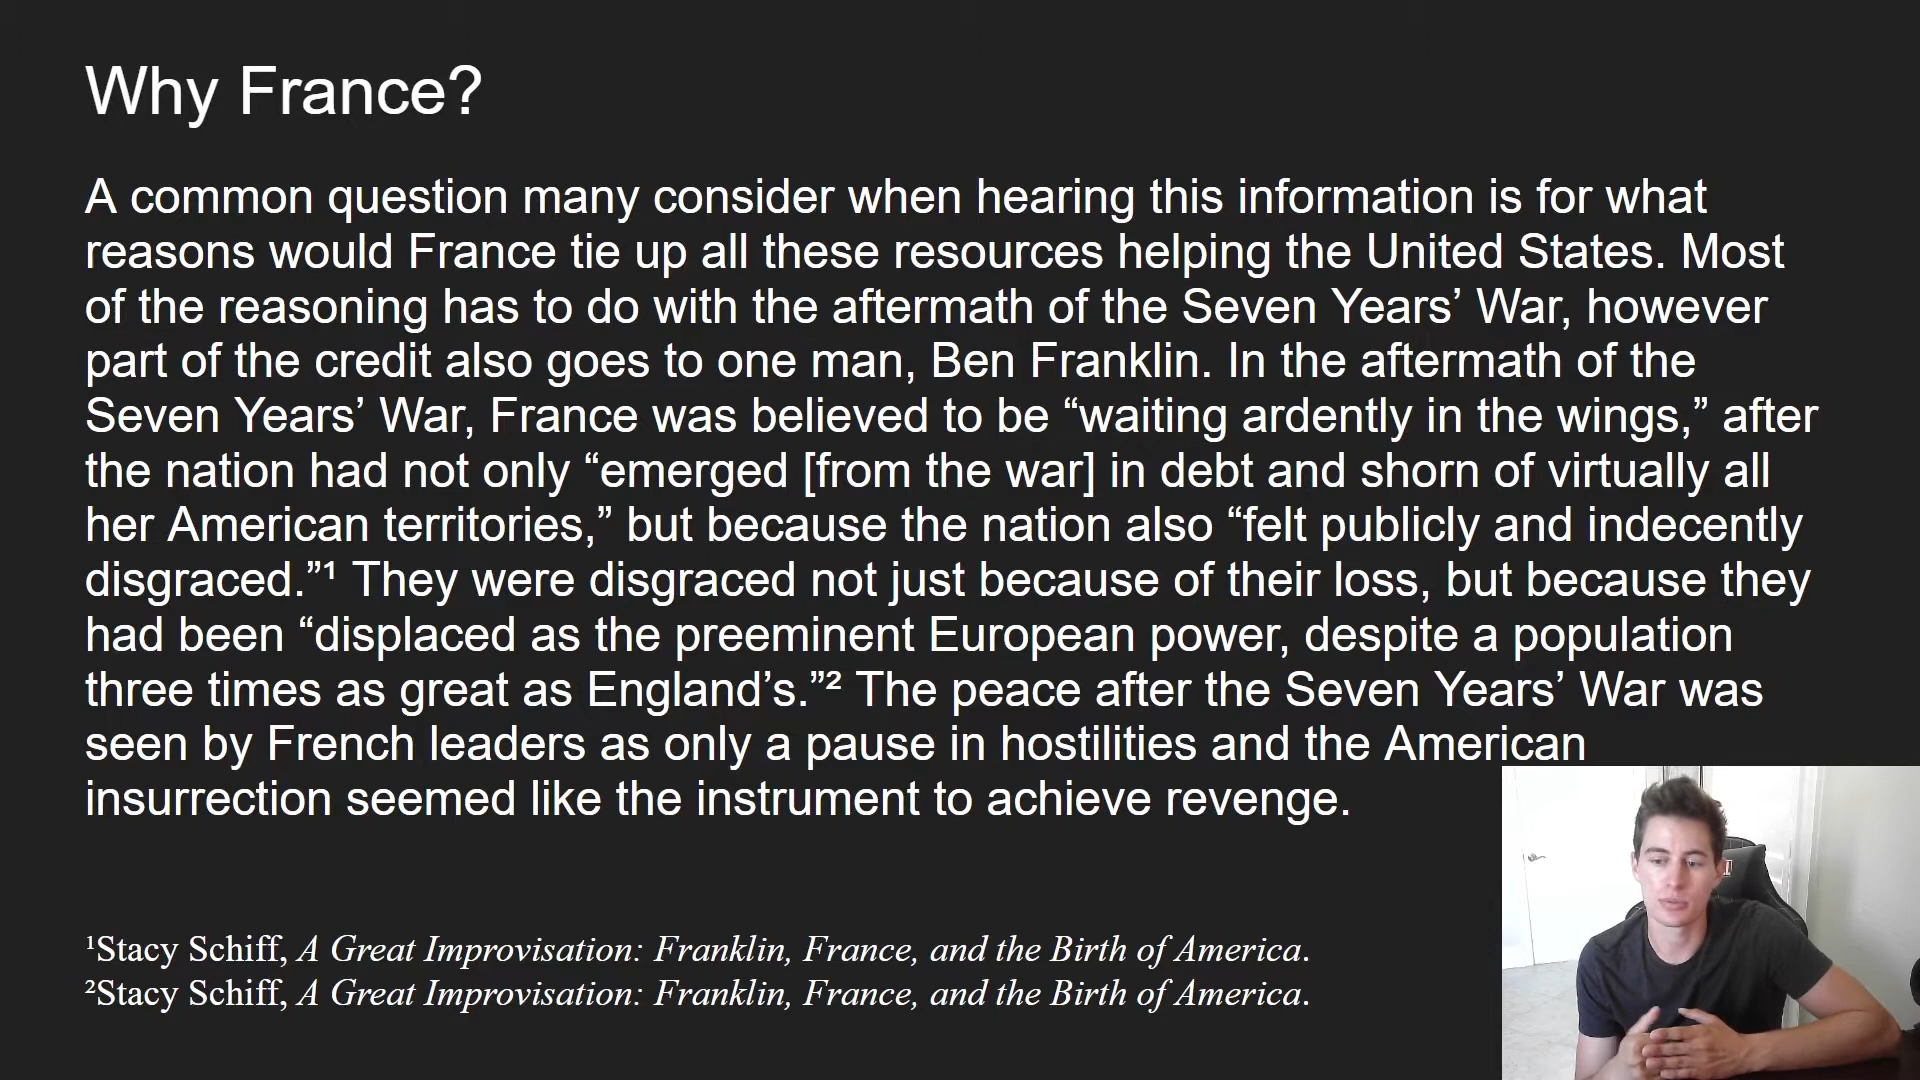 Why France?
A common question many consider when hearing this information is for what
reasons would France tie up all these resources helping the United States. Most
of the reasoning has to do with the aftermath of the Seven Years’ War, however
part of the credit also goes to one man, Ben Franklin. In the aftermath of the
Seven Years’ War, France was believed to be “waiting ardently in the wings,” after
the nation had not only “emerged [from the war] in debt and shorn of virtually all
her American territories,” but because the nation also “felt publicly and indecently
disgraced.”¹ They were disgraced not just because of their loss, but because they
had been “displaced as the preeminent European power, despite a population
three times as great as England’s.”² The peace after the Seven Years’ War was
seen by French leaders as only a pause in hostilities and the American
insurrection seemed like the instrument to achieve revenge.
¹Stacy Schiff, A Great Improvisation: Franklin, France, and the Birth of America.
²Stacy Schiff, A Great Improvisation: Franklin, France, and the Birth of America.